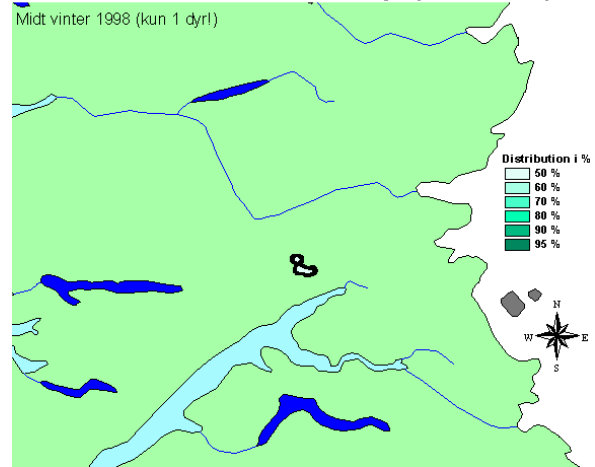 Midt vinter 1998 (kun 1 dyr!)
Distribution i %
50 %
60 %
70 %
80 %
90 %
95 %
N
W E
S